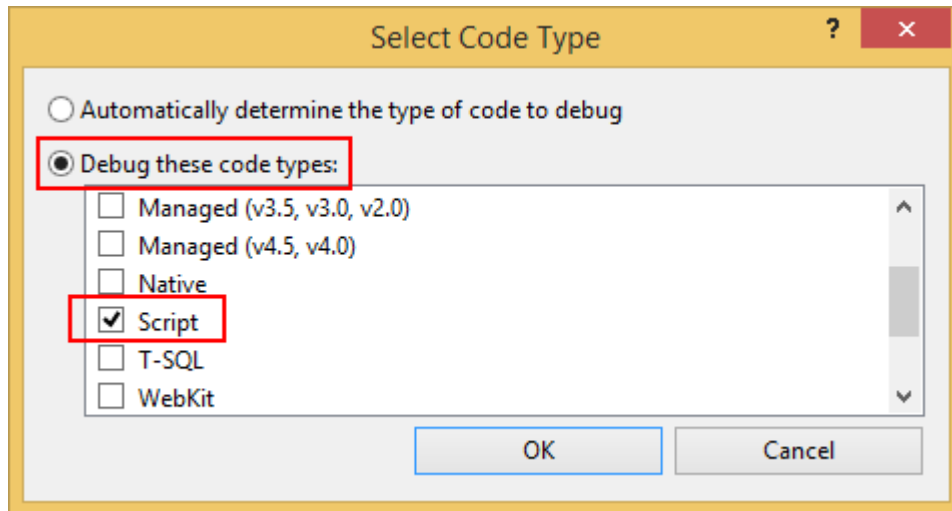 Select Code Type
?
Automatically determine the type of code to debug
Debug these code types:
Managed (v3.5, v3.0, v2.0)
Managed (v4.5, v4.0)
Native
Script
T-SQL
WebKit
OK Cancel